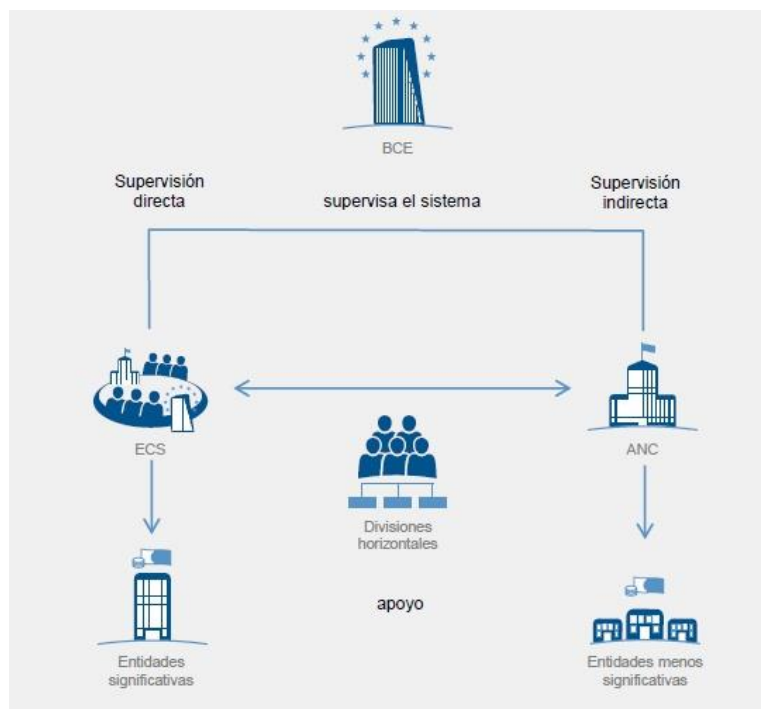 BCE
Supervisión
directa
supervisa el sistema
Supervisión
indirecta
ECS
ANC
Divisiones
horizontales
apoyo
Entidades
significativas
Entidades menos
significativas